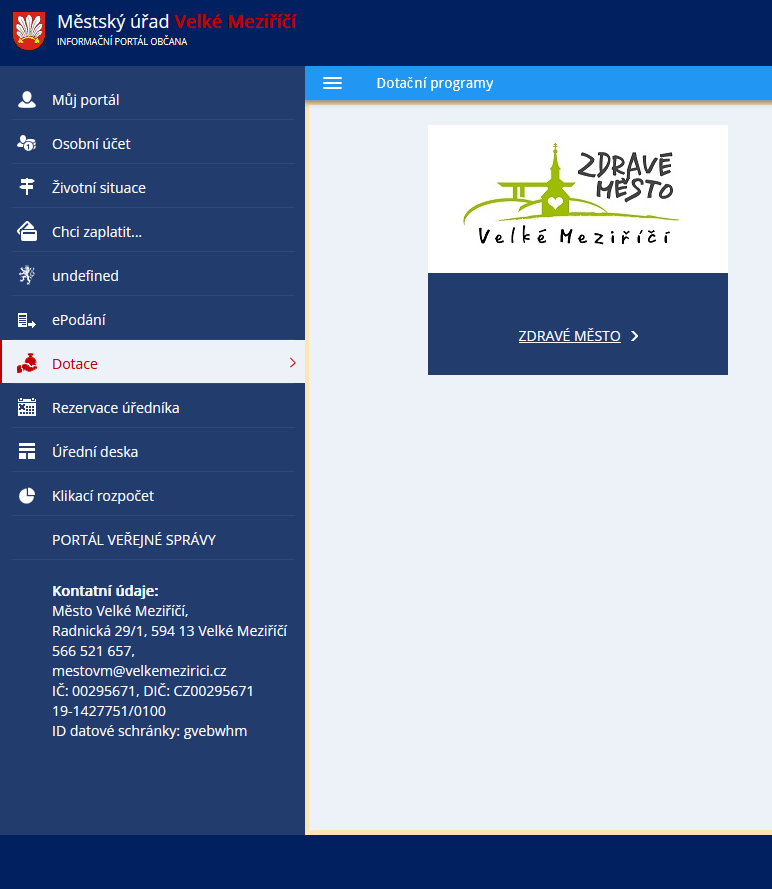 Městský úřad Velké Meziříčí
INFORMAČNÍ PORTÁL OBČANA
Dotační programy
Můj portál
Osobní účet
Životní situace
Chci zaplatit...
undefined
ePodání
Dotace
Rezervace úředníka
Úřední deska
Klikací rozpočet
PORTÁL VEŘEJNÉ SPRÁVY
Kontatní údaje:
Město Velké Meziříčí,
Radnická 29/1, 594 13 Velké Meziříčí
566 521 657,
mestovm@velkemezirici.cz
IČ: 00295671, DIČ: CZ00295671
19-1427751/0100
ID datové schránky: gvebwhm
ZDRAVÉ
MĚSTO
Velké Meziříčí
ZDRAVÉ MĚSTO